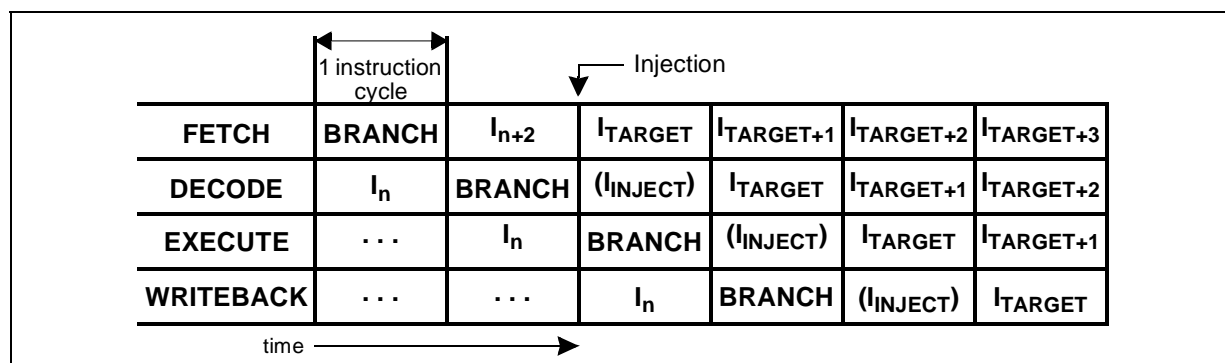 1 instruction
cycle
Injection
FETCH BRANCH In+2 ITARGET ITARGET+1 ITARGET+2 ITARGET+3
DECODE In BRANCH (IINJECT) ITARGET ITARGET+1 ITARGET+2
EXECUTE . . . In BRANCH (IINJECT) ITARGET ITARGET+1
WRITEBACK . . . . . . In BRANCH (IINJECT) ITARGET
time